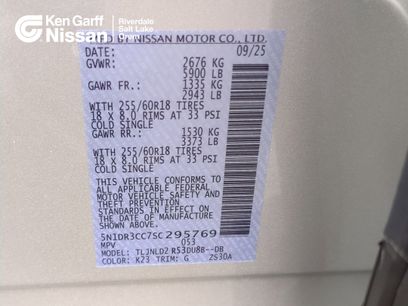 Ken Garff
Nissan
Riverdale
Salt Lake
MFD BY NISSAN MOTOR CO., LTD.
DATE: 09/25
GVWR: 2676 KG
5900 LB
GAWR FR.: 1335 KG
2943 LB
WITH 255/60R18 TIRES
18 X 8.0 RIMS AT 33 PSI
COLD SINGLE
GAWR RR.: 1530 KG
3373 LB
WITH 255/60R18 TIRES
18 X 8.0 RIMS AT 33 PSI
COLD SINGLE
THIS VEHICLE CONFORMS TO
ALL APPLICABLE FEDERAL
MOTOR VEHICLE SAFETY AND
THEFT PREVENTION
STANDARDS IN EFFECT ON
THE DATE OF MANUFACTURE
SHOWN ABOVE.
5N1DR3CC7SC295769
MPV 053
MODEL: TLJNLD2 R53DU8B--DB
COLOR: K23 TRIM: G 2S30A